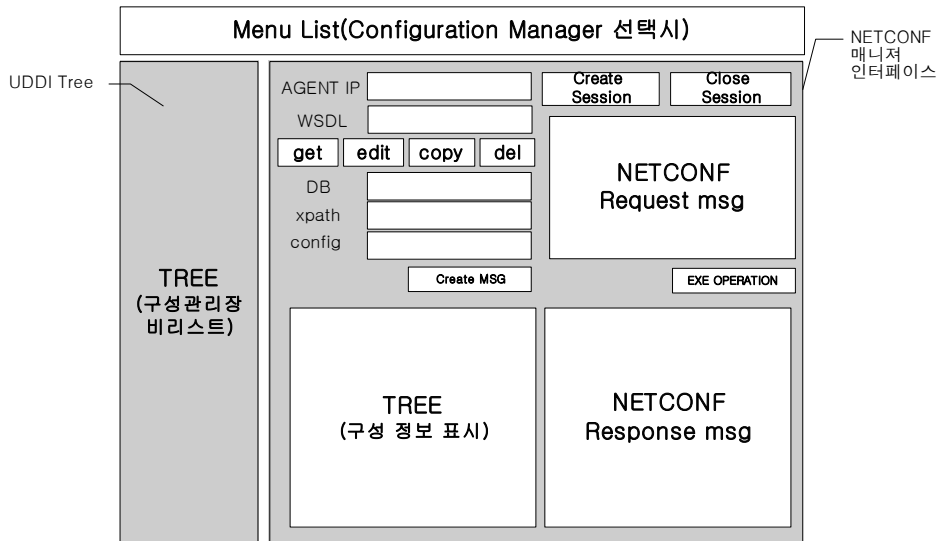 Menu List(Configuration Manager 선택시)
NETCONF
매니져
인터페이스
UDDI Tree
AGENT IP
Create
Session
Close
Session
WSDL
get
edit
copy
del
NETCONF
Request msg
DB
xpath
config
Create MSG
EXE OPERATION
TREE
(구성관리장
비리스트)
TREE
(구성 정보 표시)
NETCONF
Response msg